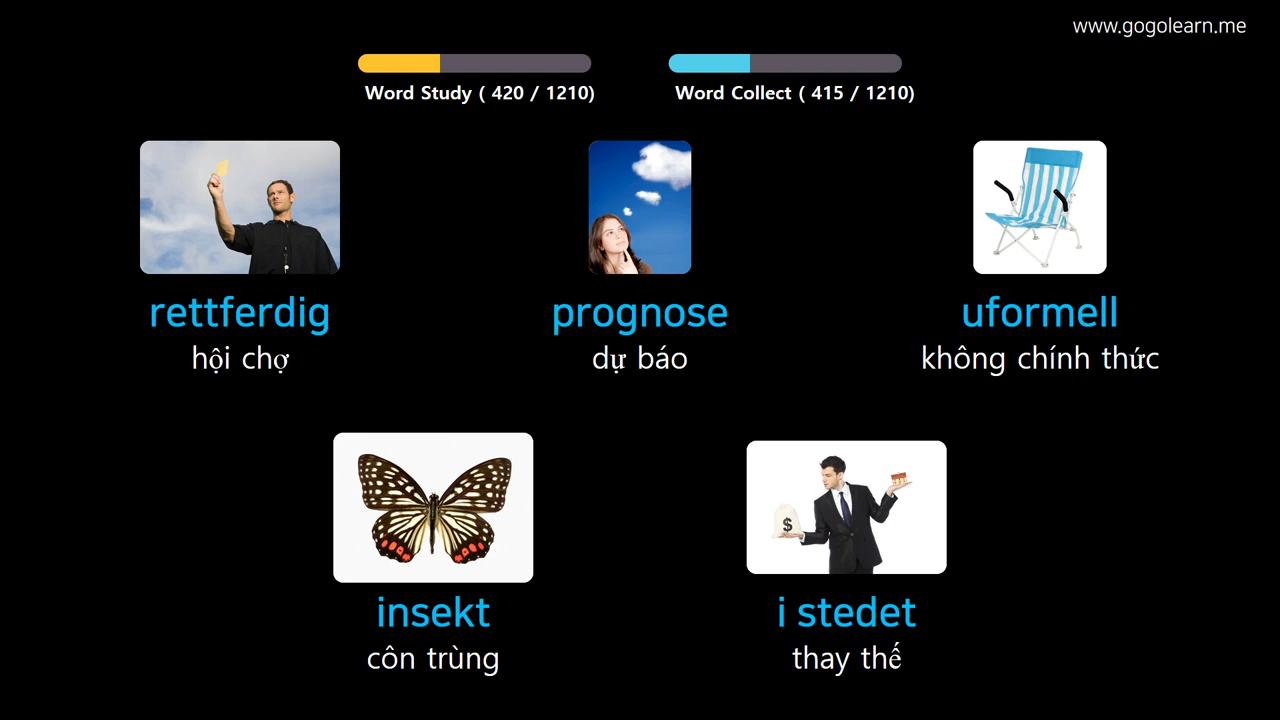 www.gogolearn.me
Word Study ( 420 / 1210)
Word Collect ( 415 / 1210)
rettferdig
hội chợ
prognose
dự báo
uformell
không chính thức
insekt
côn trùng
i stedet
thay thế
$